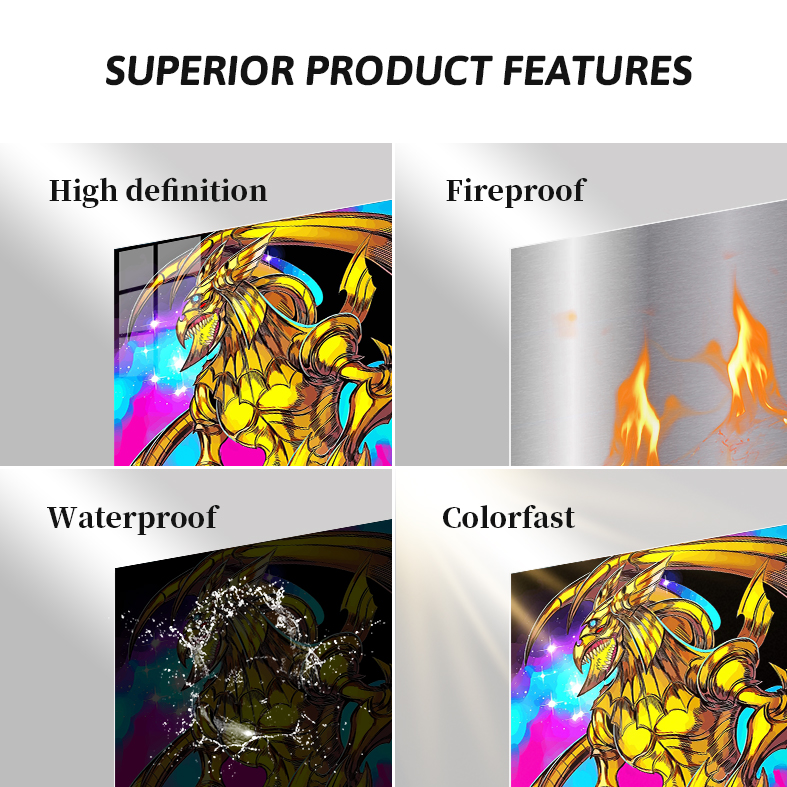 SUPERIOR PRODUCT FEATURES
High definition
Fireproof
Waterproof
Colorfast